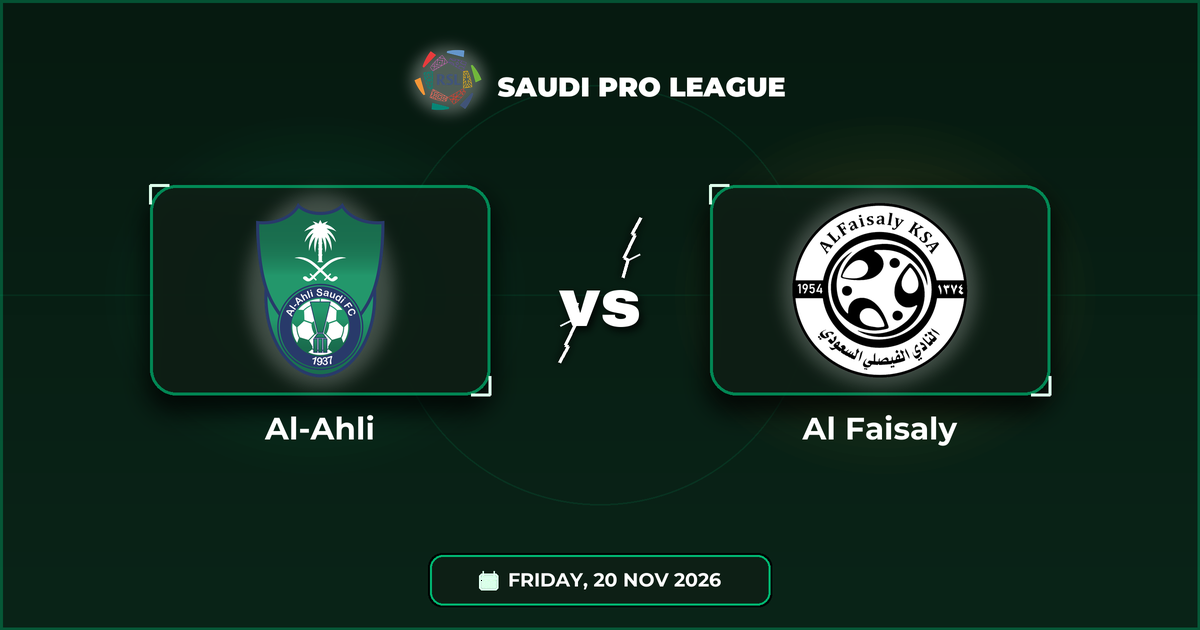 RSL
SAUDI PRO LEAGUE
Al-Ahli Saudi FC
1937
VS
ALFaisaly KSA
1954
١٣٧٤
النادي الفيصلي السعودي
Al-Ahli
Al Faisaly
FRIDAY, 20 NOV 2026